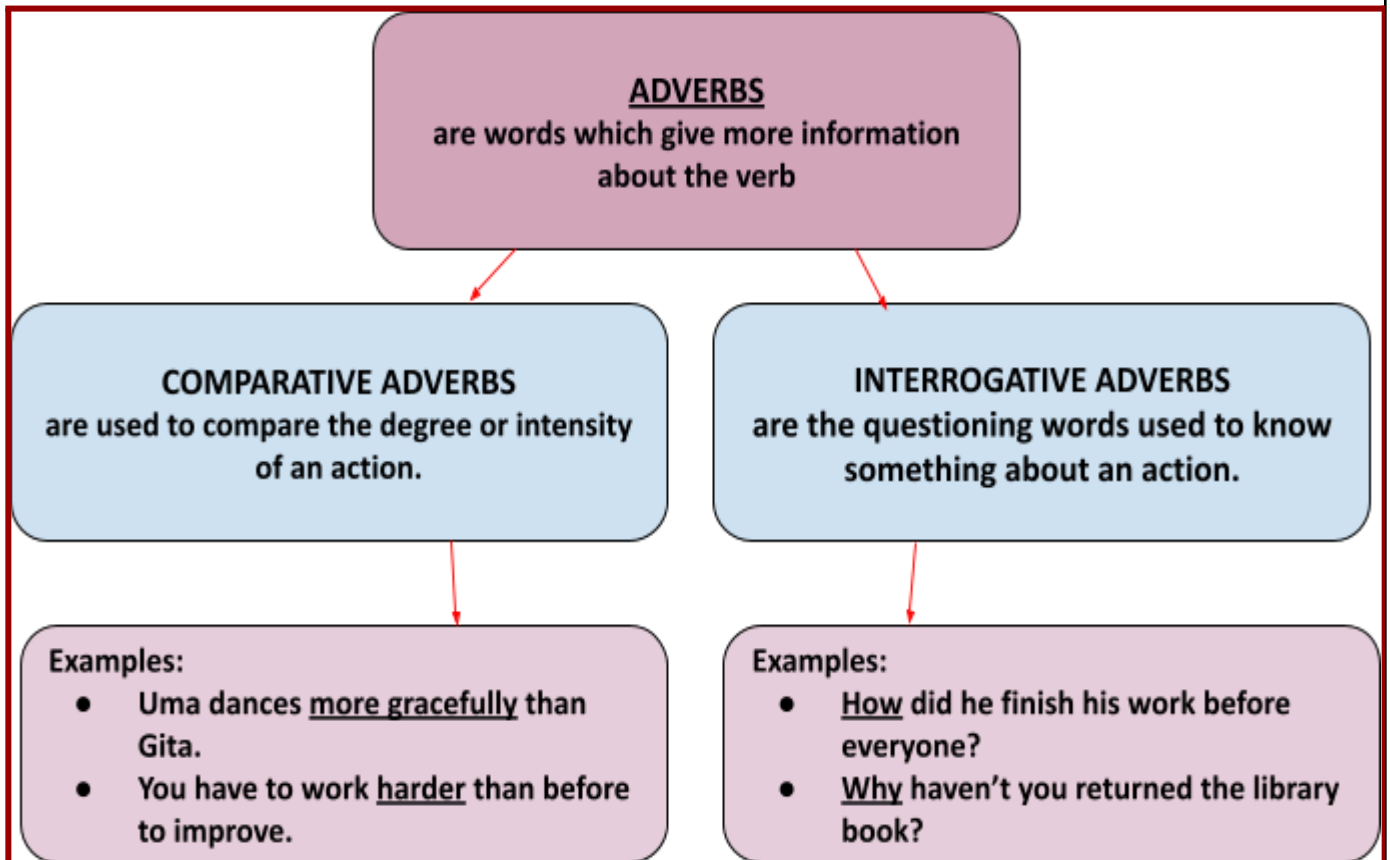 ADVERBS
are words which give more information
about the verb
COMPARATIVE ADVERBS
are used to compare the degree or intensity
of an action.
INTERROGATIVE ADVERBS
are the questioning words used to know
something about an action.
Examples:
● Uma dances more gracefully than
Gita.
● You have to work harder than before
to improve.
Examples:
● How did he finish his work before
everyone?
● Why haven’t you returned the library
book?